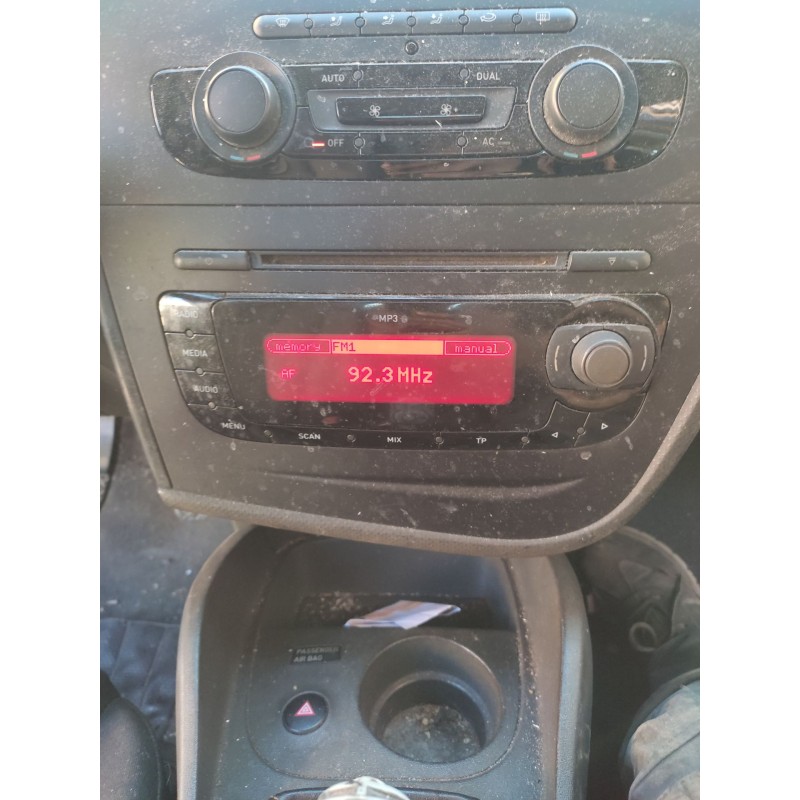 AUTO
DUAL
OFF
AC
MP3
RADIO
memory FM1 manual
MEDIA
AF 92.3 MHz
AUDIO
MENU
SCAN MIX TP
AIR BAG